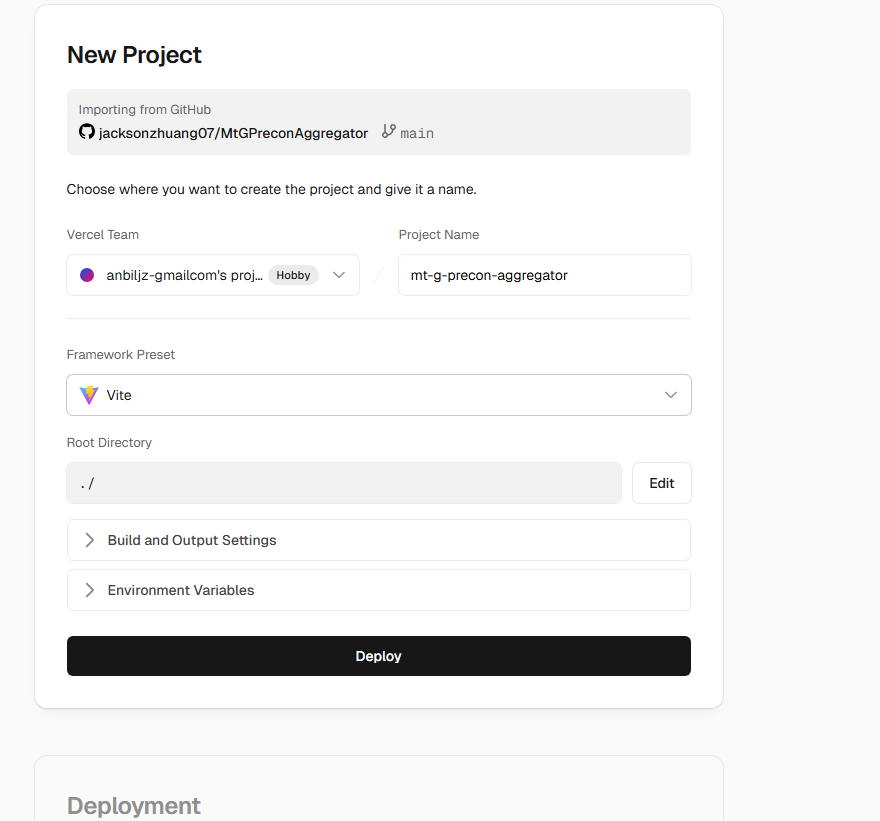 New Project
Importing from GitHub
jacksonzhuang07/MtGPreconAggregator main
Choose where you want to create the project and give it a name.
Vercel Team
Project Name
anbiljz-gmailcom's proj... Hobby
mt-g-precon-aggregator
Framework Preset
Vite
Root Directory
./
Edit
Build and Output Settings
Environment Variables
Deploy
Deployment